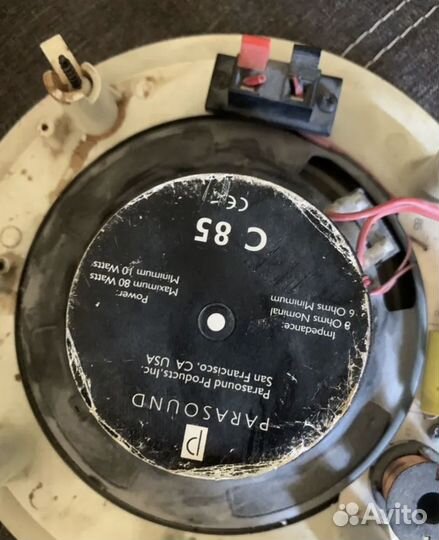 P
PARASOUND
Parasound Products, Inc.
San Francisco, CA USA
Impedance:
8 Ohms Nominal
6 Ohms Minimum
Power:
Maximum 80 Watts
Minimum 10 Watts
C 85
CE
Avito